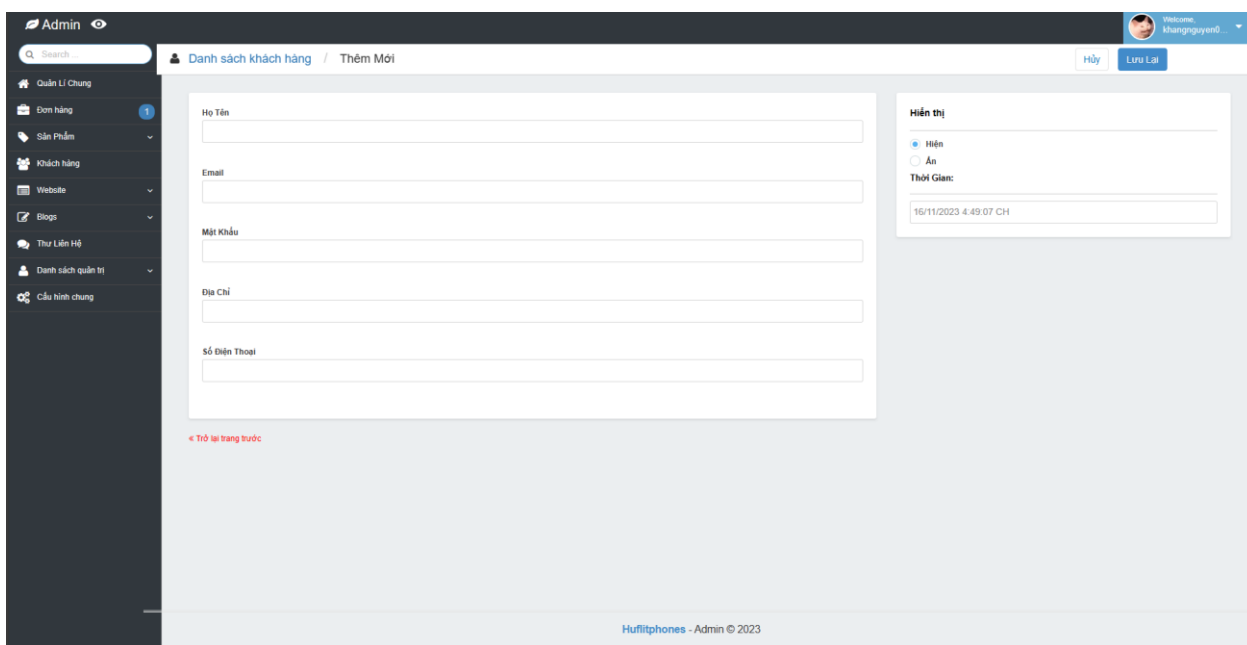 Admin
Welcome,
khangnguyen0...
Search ...
Danh sách khách hàng / Thêm Mới
Hủy
Lưu Lại
Quản Lí Chung
Đơn hàng 1
Sản Phẩm
Khách hàng
Website
Blogs
Thư Liên Hệ
Danh sách quản trị
Cấu hình chung
Họ Tên
Email
Mật Khẩu
Địa Chỉ
Số Điện Thoại
Hiển thị
Hiện
Ẩn
Thời Gian:
16/11/2023 4:49:07 CH
« Trở lại trang trước
Huflitphones - Admin © 2023